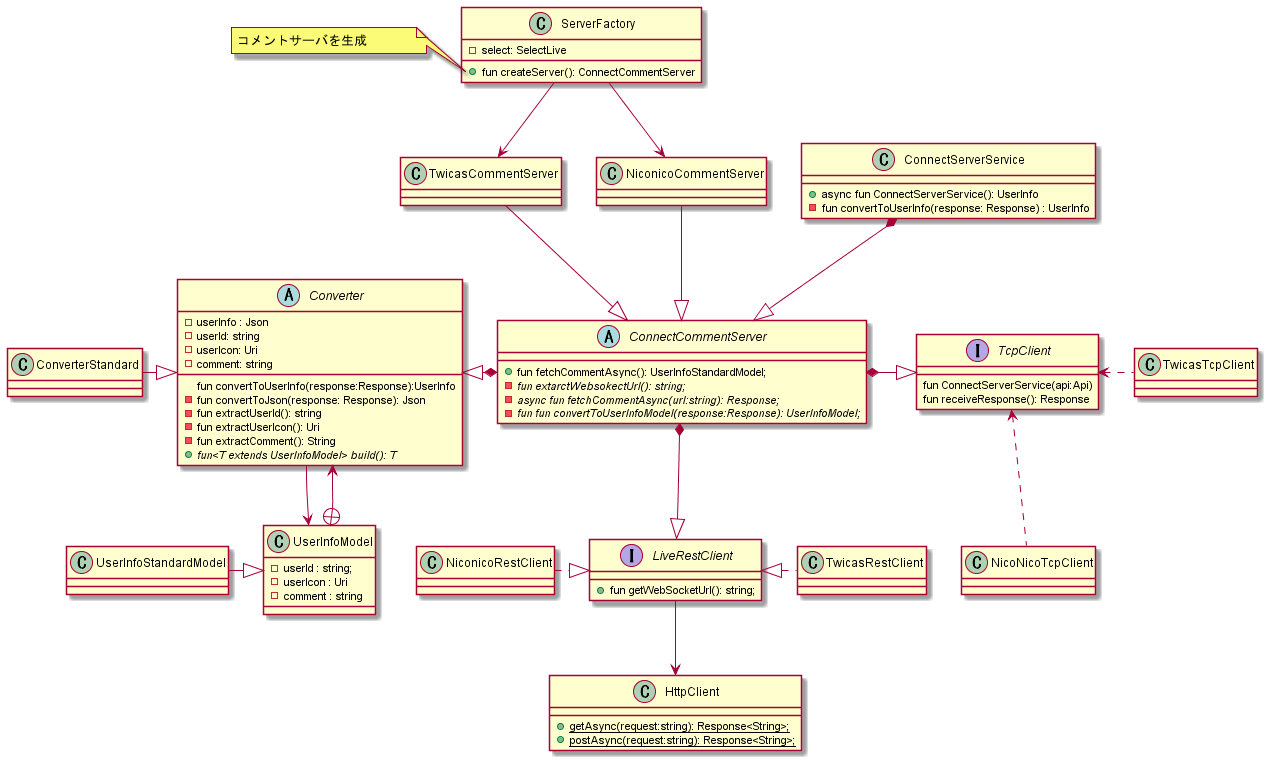 コメントサーバを生成
C ServerFactory
select: SelectLive
fun createServer(): ConnectCommentServer
C TwicasCommentServer
C NiconicoCommentServer
C ConnectServerService
async fun ConnectServerService(): UserInfo
fun convertToUserInfo(response: Response) : UserInfo
C ConverterStandard
A Converter
userInfo : Json
userId: string
userIcon: Uri
comment: string
fun convertToUserInfo(response:Response):UserInfo
fun convertToJson(response: Response): Json
fun extractUserId(): string
fun extractUserIcon(): Uri
fun extractComment(): String
fun<T extends UserInfoModel> build(): T
A ConnectCommentServer
fun fetchCommentAsync(): UserInfoStandardModel;
fun extarctWebsokectUrl(): string;
async fun fetchCommentAsync(url:string): Response;
fun fun convertToUserInfoModel(response:Response): UserInfoModel;
I TcpClient
fun ConnectServerService(api:Api)
fun receiveResponse(): Response
C TwicasTcpClient
C UserInfoStandardModel
C UserInfoModel
userId : string;
userIcon : Uri
comment : string
C NiconicoRestClient
I LiveRestClient
fun getWebSocketUrl(): string;
C TwicasRestClient
C NicoNicoTcpClient
C HttpClient
getAsync(request:string): Response<String>;
postAsync(request:string): Response<String>;